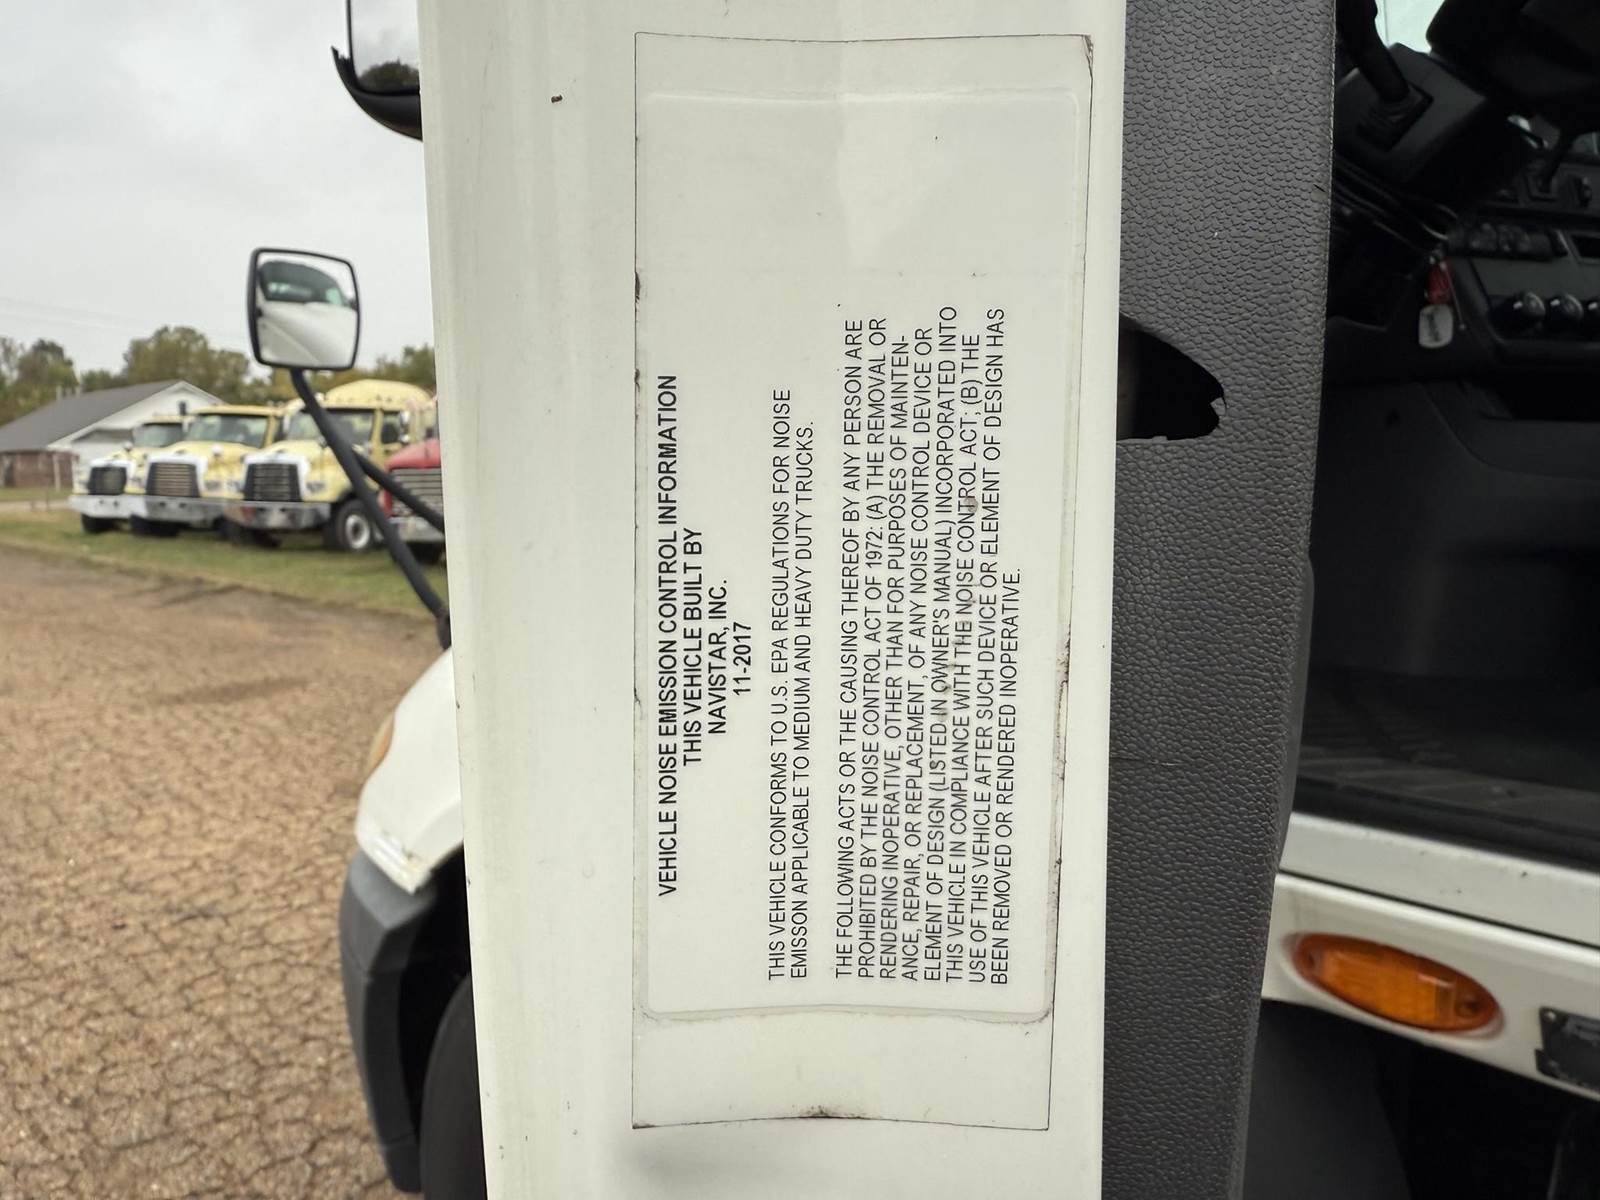 VEHICLE NOISE EMISSION CONTROL INFORMATION
THIS VEHICLE BUILT BY
NAVISTAR, INC.
11-2017
THIS VEHICLE CONFORMS TO U.S. EPA REGULATIONS FOR NOISE
EMISSON APPLICABLE TO MEDIUM AND HEAVY DUTY TRUCKS.
THE FOLLOWING ACTS OR THE CAUSING THEREOF BY ANY PERSON ARE
PROHIBITED BY THE NOISE CONTROL ACT OF 1972: (A) THE REMOVAL OR
RENDERING INOPERATIVE, OTHER THAN FOR PURPOSES OF MAINTEN-
ANCE, REPAIR, OR REPLACEMENT, OF ANY NOISE CONTROL DEVICE OR
ELEMENT OF DESIGN (LISTED IN OWNER'S MANUAL) INCORPORATED INTO
THIS VEHICLE IN COMPLIANCE WITH THE NOISE CONTROL ACT; (B) THE
USE OF THIS VEHICLE AFTER SUCH DEVICE OR ELEMENT OF DESIGN HAS
BEEN REMOVED OR RENDERED INOPERATIVE.